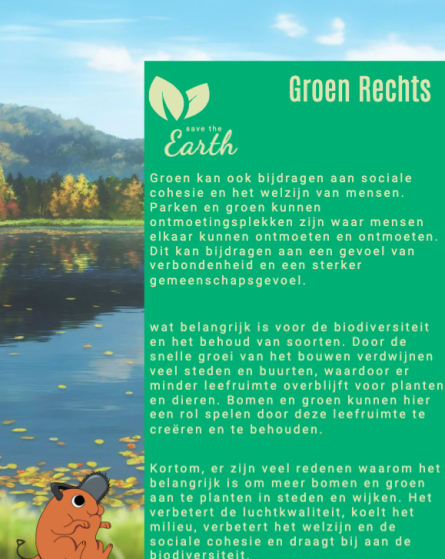 Groen Rechts
save the
Earth
Groen kan ook bijdragen aan sociale
cohesie en het welzijn van mensen.
Parken en groen kunnen
ontmoetingsplekken zijn waar mensen
elkaar kunnen ontmoeten en ontmoeten.
Dit kan bijdragen aan een gevoel van
verbondenheid en een sterker
gemeenschapsgevoel.
wat belangrijk is voor de biodiversiteit
en het behoud van soorten. Door de
snelle groei van het bouwen verdwijnen
veel steden en buurten, waardoor er
minder leefruimte overblijft voor planten
en dieren. Bomen en groen kunnen hier
een rol spelen door deze leefruimte te
creëren en te behouden.
Kortom, er zijn veel redenen waarom het
belangrijk is om meer bomen en groen
aan te planten in steden en wijken. Het
verbetert de luchtkwaliteit, koelt het
milieu, verbetert het welzijn en de
sociale cohesie en draagt bij aan de
biodiversiteit.